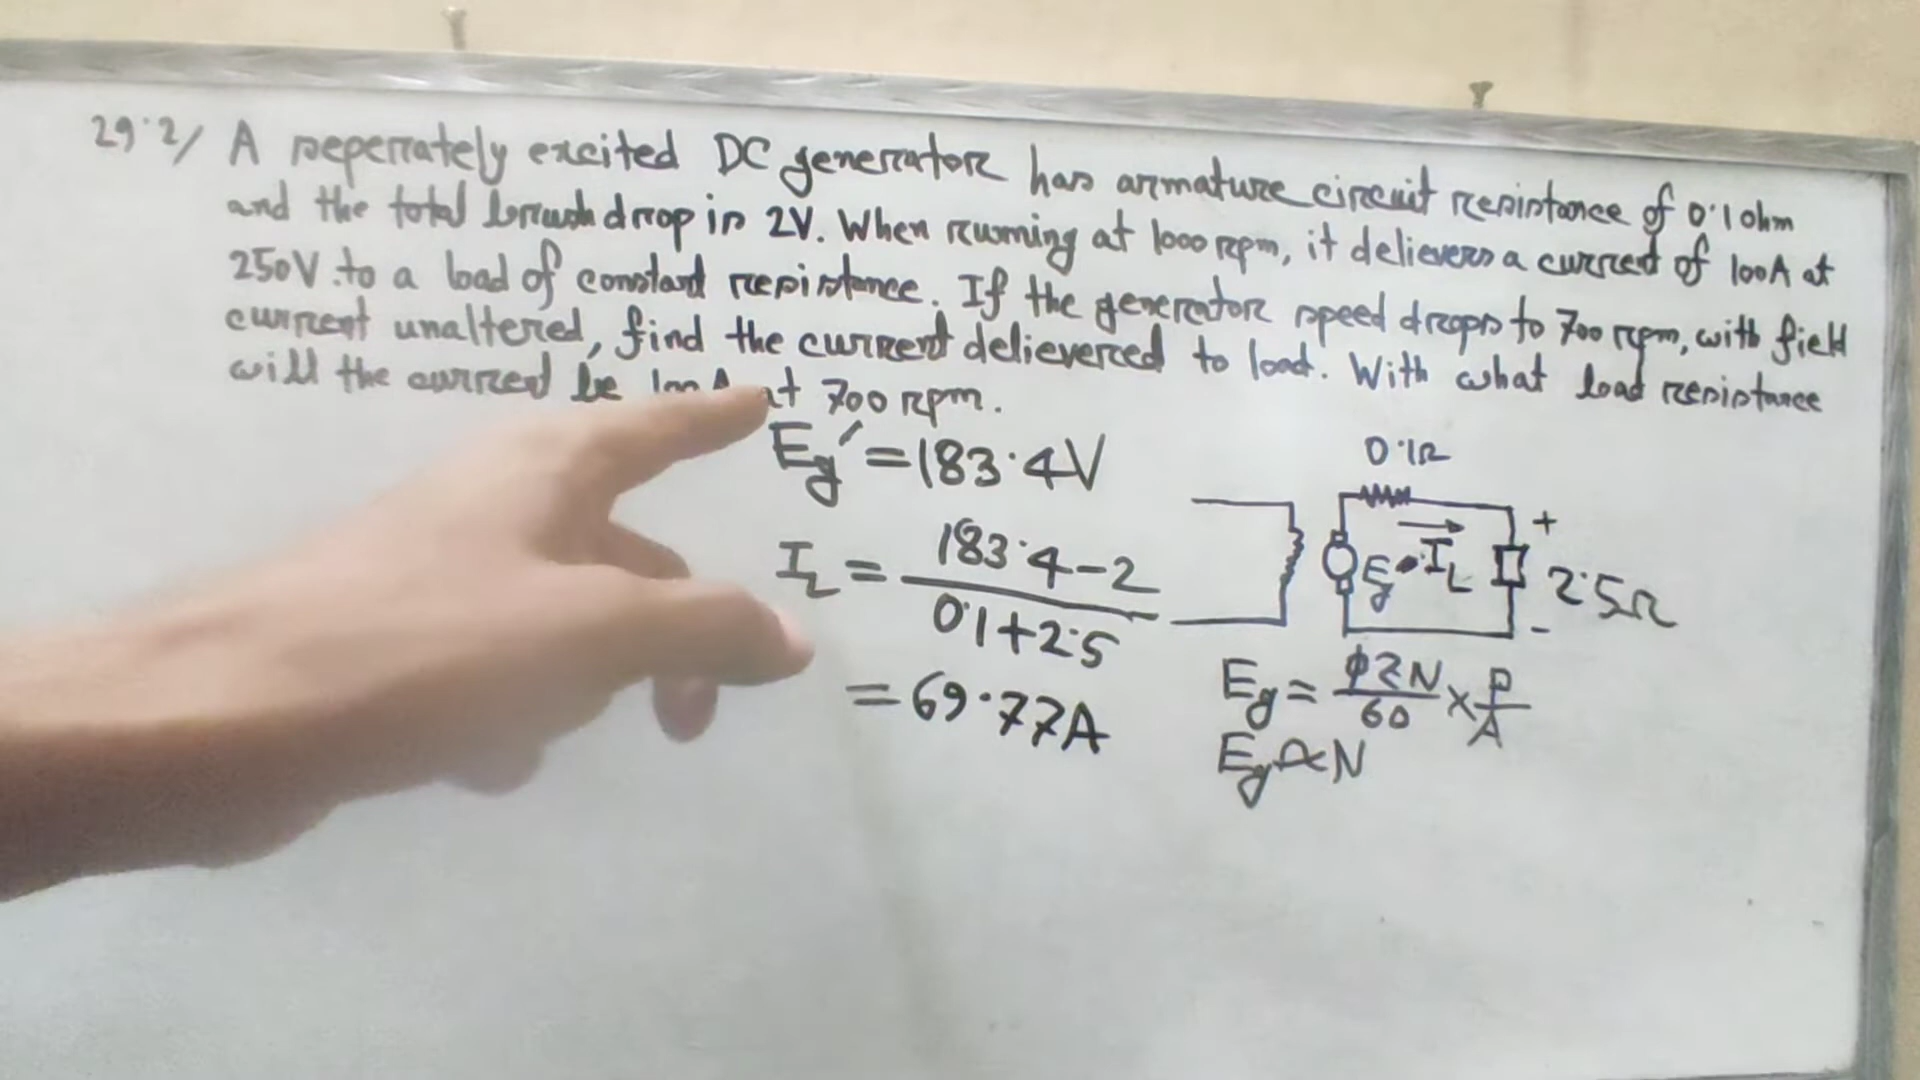 29.2/ A seperately excited DC generator has armature circuit resistance of 0.1 ohm
and the total brush drop is 2V. When running at 1000 rpm, it delievers a current of 100A at
250V to a load of constant resistance. If the generator speed drops to 700 rpm, with field
current unaltered, find the current delievered to load. With what load resistance
will the current be 100A at 700 rpm.
Eg′ = 183.4V
I_L = (183.4-2)/(0.1+2.5)
= 69.77A
0.1Ω
+
Eg
I_L
2.5Ω
-
Eg = ϕZN/60 × P/A
Eg ∝ N